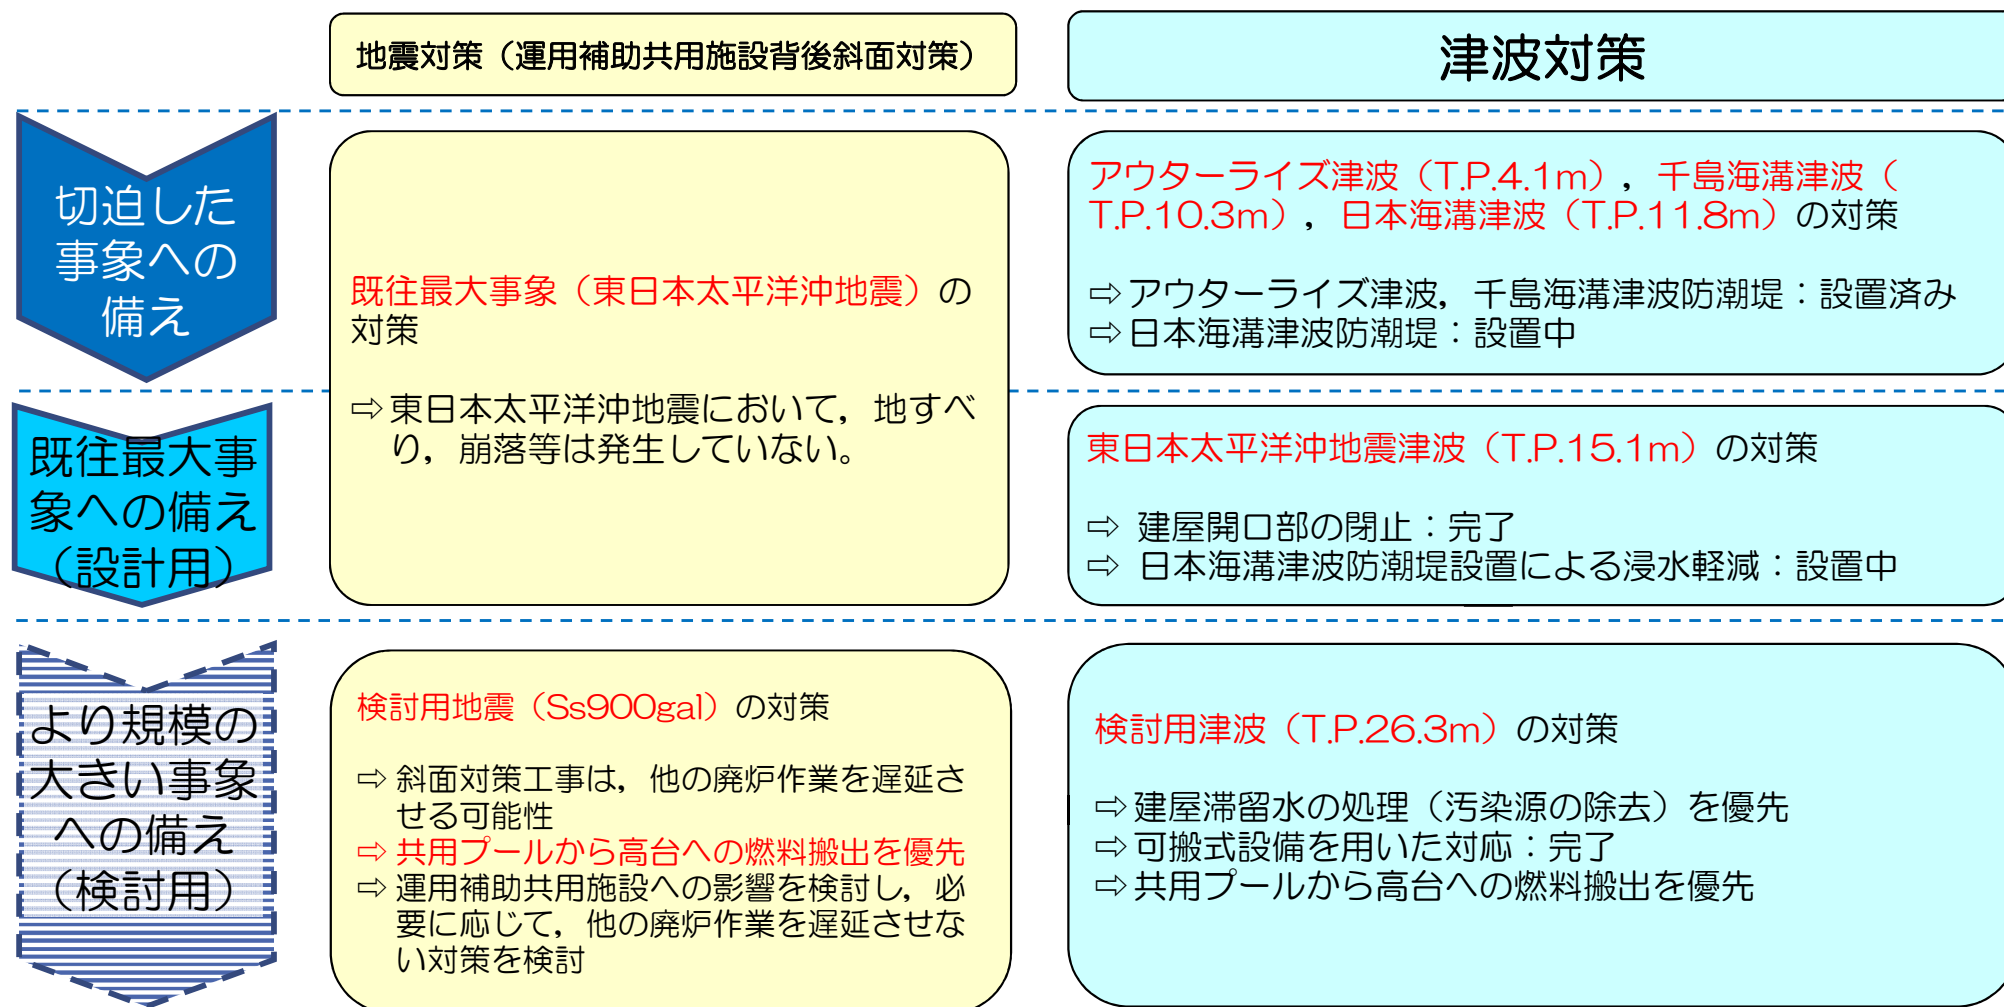 地震対策（運用補助共用施設背後斜面対策）
津波対策
切迫した
事象への
備え
既往最大事象（東日本太平洋沖地震）の
対策
⇨東日本太平洋沖地震において，地すべ
り，崩落等は発生していない。
アウターライズ津波（T.P.4.1m），千島海溝津波（
T.P.10.3m），日本海溝津波（T.P.11.8m）の対策
⇨アウターライズ津波，千島海溝津波防潮堤：設置済み
⇨日本海溝津波防潮堤：設置中
既往最大事
象への備え
（設計用）
東日本太平洋沖地震津波（T.P.15.1m）の対策
⇨ 建屋開口部の閉止：完了
⇨ 日本海溝津波防潮堤設置による浸水軽減：設置中
より規模の
大きい事象
への備え
（検討用）
検討用地震（Ss900gal）の対策
⇨ 斜面対策工事は，他の廃炉作業を遅延さ
せる可能性
⇨ 共用プールから高台への燃料搬出を優先
⇨ 運用補助共用施設への影響を検討し，必
要に応じて，他の廃炉作業を遅延させな
い対策を検討
検討用津波（T.P.26.3m）の対策
⇨建屋滞留水の処理（汚染源の除去）を優先
⇨可搬式設備を用いた対応：完了
⇨共用プールから高台への燃料搬出を優先